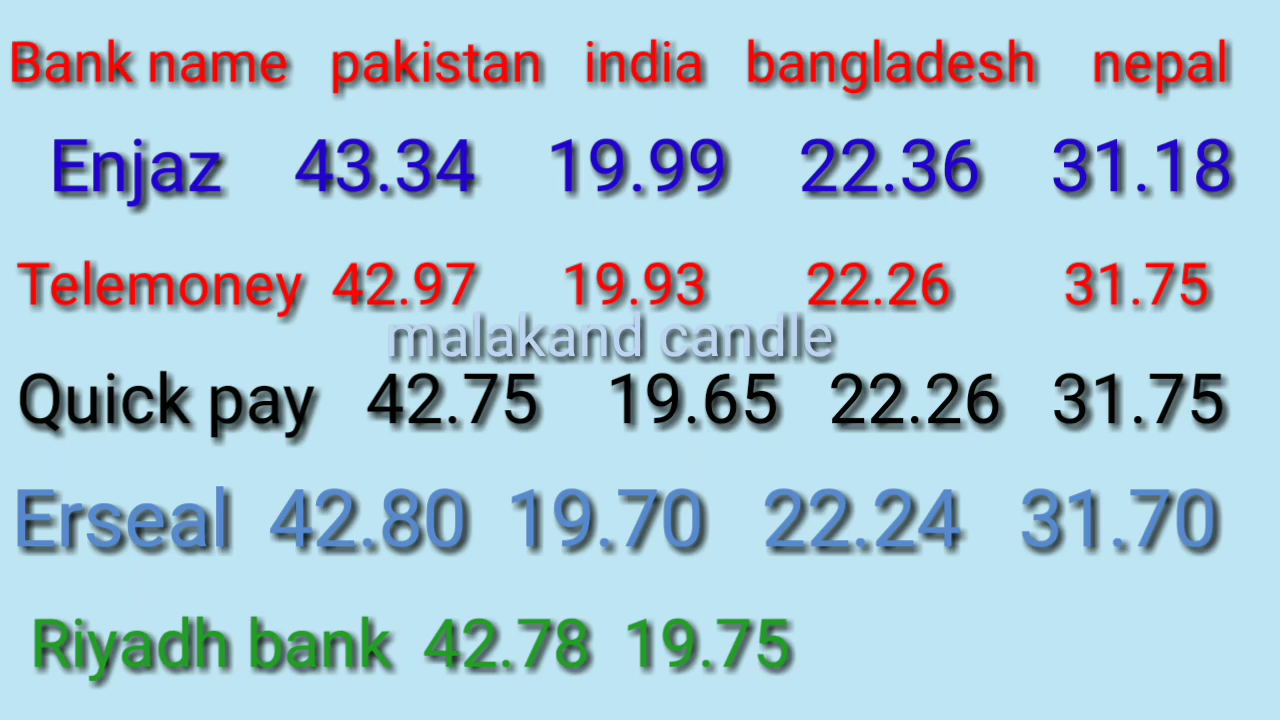 Bank name pakistan india bangladesh nepal
Enjaz 43.34 19.99 22.36 31.18
Telemoney 42.97 19.93 22.26 31.75
malakand candle
Quick pay 42.75 19.65 22.26 31.75
Erseal 42.80 19.70 22.24 31.70
Riyadh bank 42.78 19.75